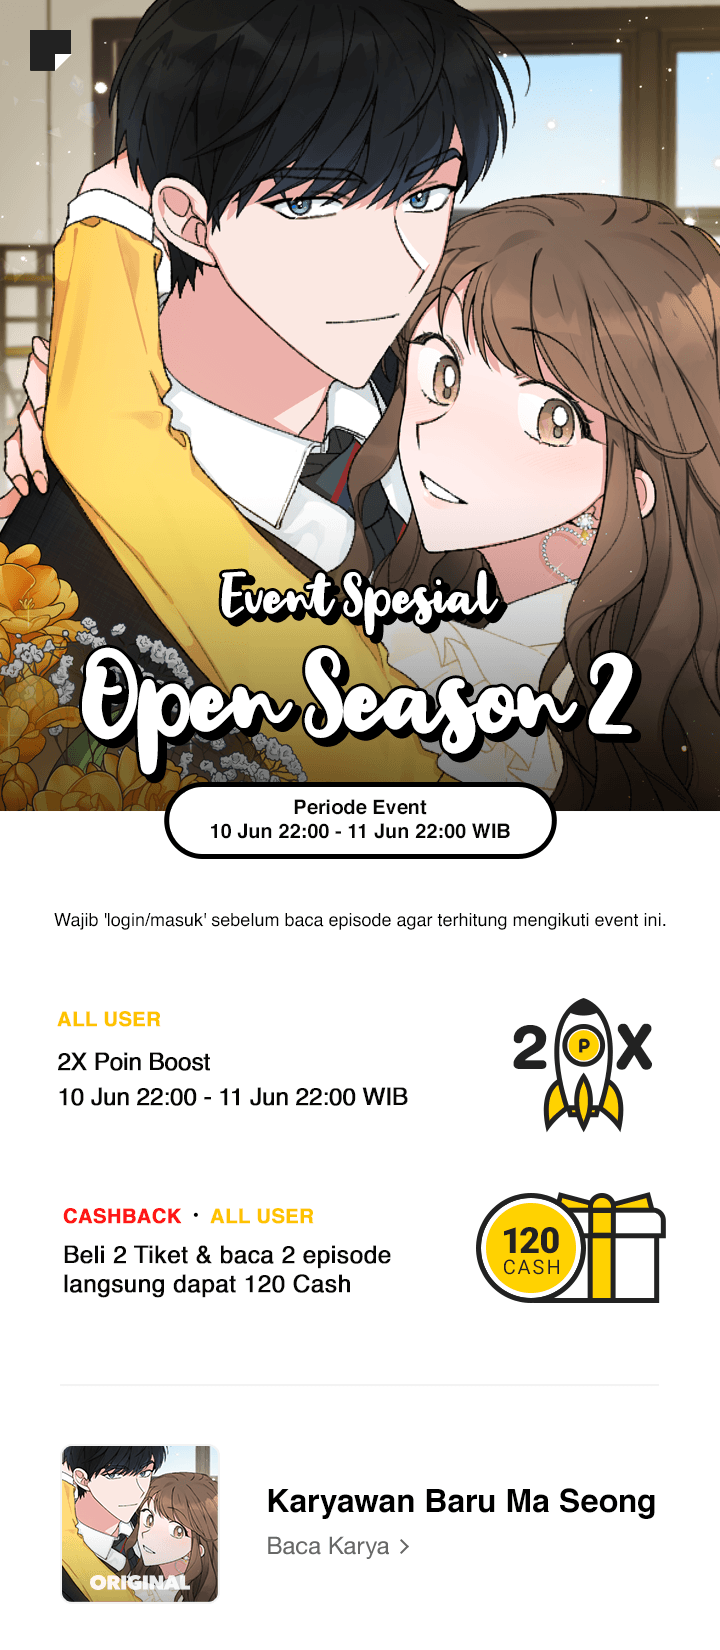 Event Spesial
Open Season 2
Periode Event
10 Jun 22:00 - 11 Jun 22:00 WIB
Wajib 'login/masuk' sebelum baca episode agar terhitung mengikuti event ini.
ALL USER
2X Poin Boost
10 Jun 22:00 - 11 Jun 22:00 WIB
2 P X
CASHBACK · ALL USER
Beli 2 Tiket & baca 2 episode
langsung dapat 120 Cash
120
CASH
Karyawan Baru Ma Seong
Baca Karya >
ORIGINAL